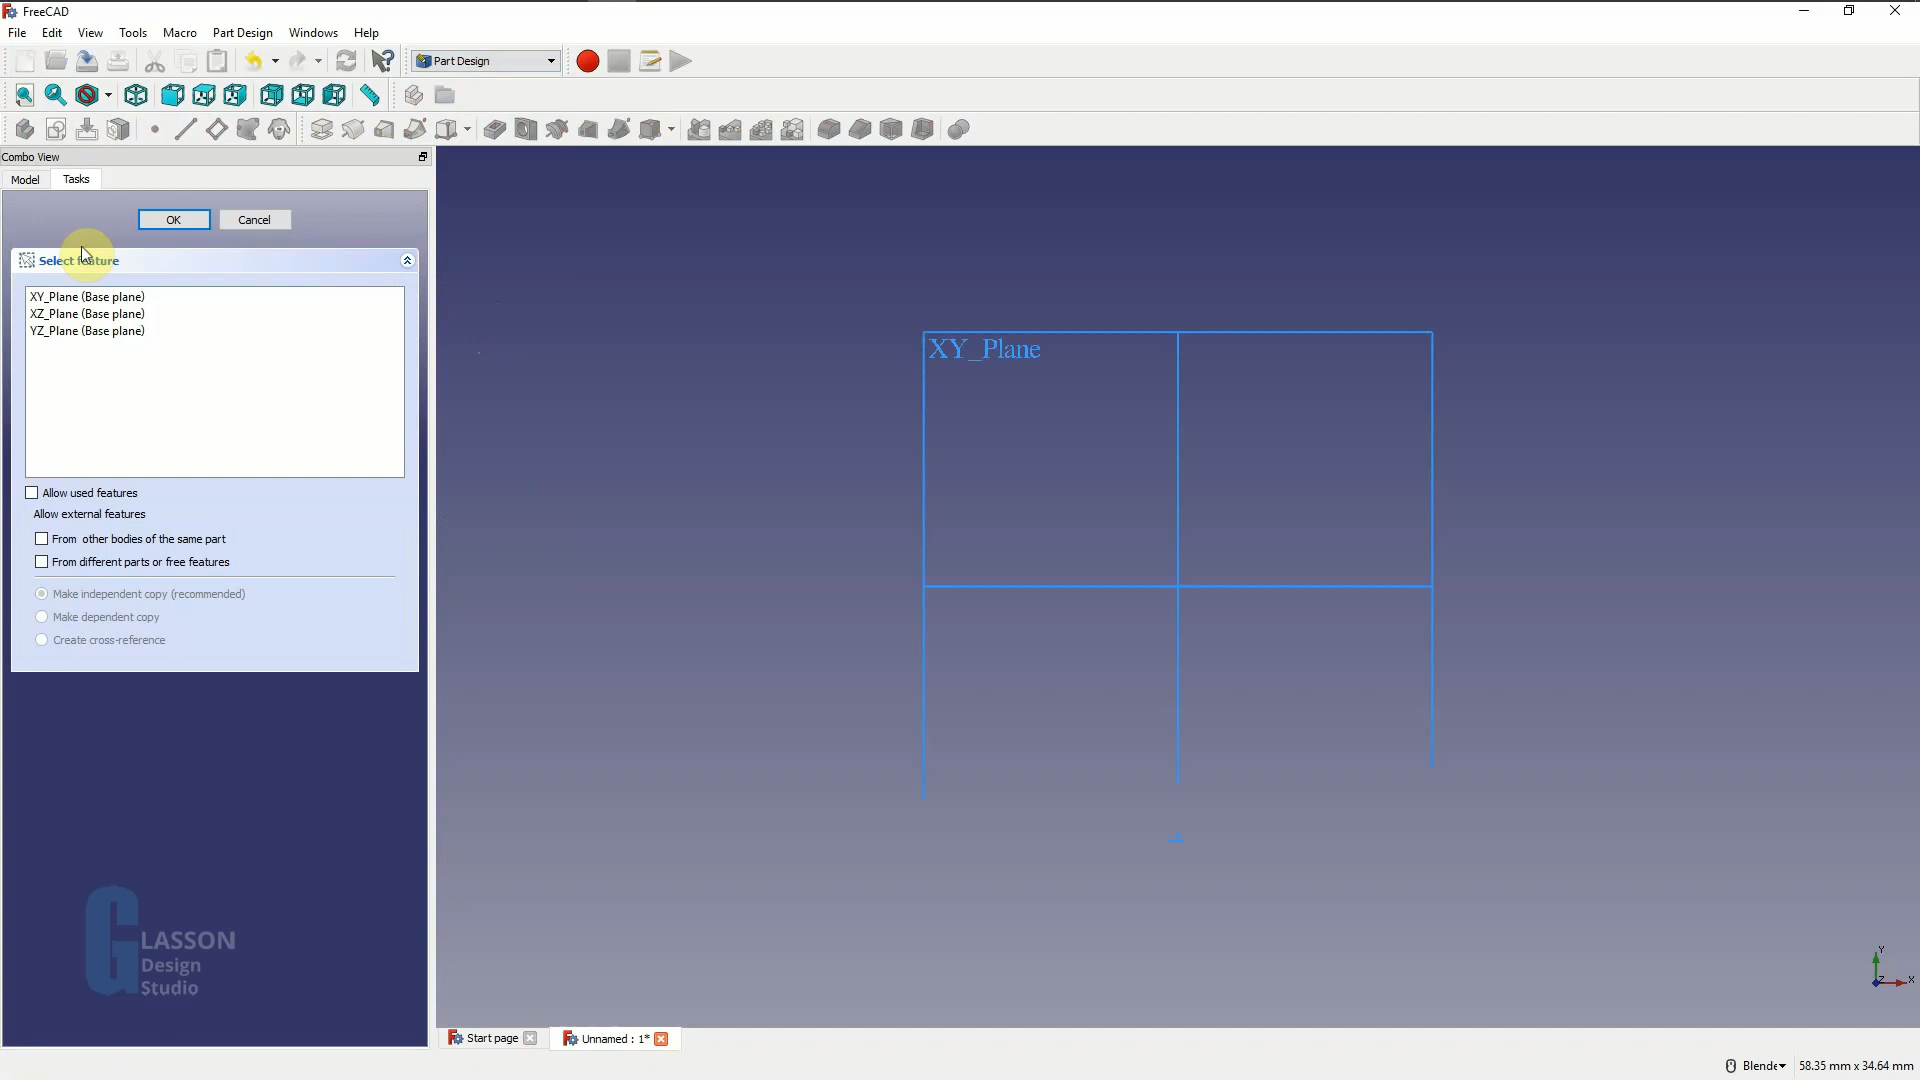 FreeCAD
File Edit View Tools Macro Part Design Windows Help
Part Design
Combo View
Model Tasks
OK Cancel
Select feature
XY_Plane (Base plane)
XZ_Plane (Base plane)
YZ_Plane (Base plane)
Allow used features
Allow external features
From other bodies of the same part
From different parts or free features
Make independent copy (recommended)
Make dependent copy
Create cross-reference
XY_Plane
GLASSON
Design
Studio
Y
Z X
Start page Unnamed : 1*
Blende 58.35 mm x 34.64 mm